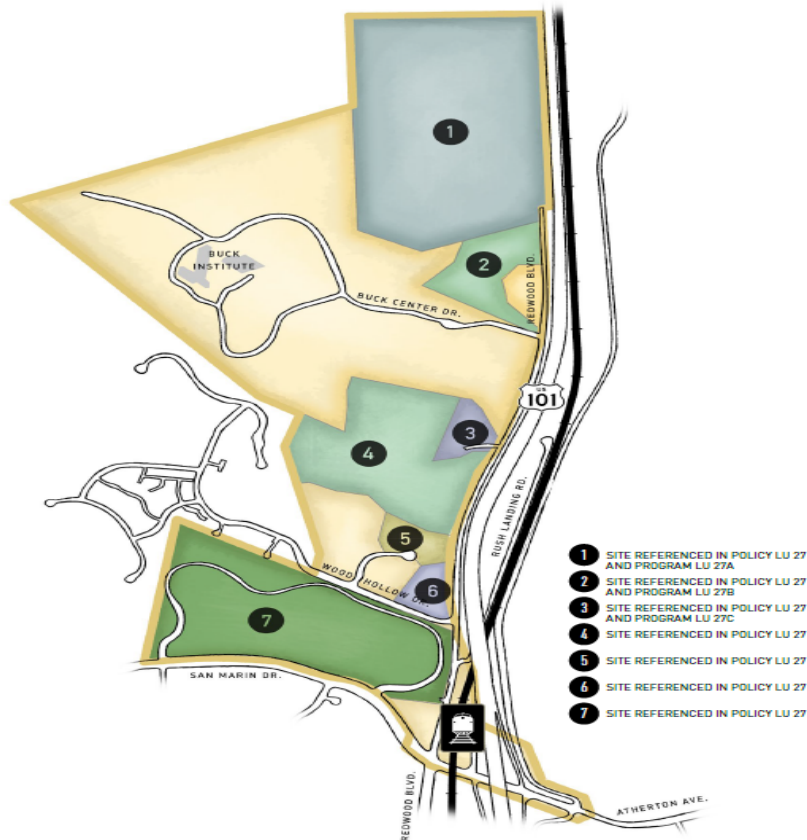 1
BUCK
INSTITUTE
2
REDWOOD BLVD.
BUCK CENTER DR.
US
101
3
4
RUSH LANDING RD.
5
WOOD HOLLOW DR.
6
7
SAN MARIN DR.
REDWOOD BLVD.
ATHERTON AVE.
1 SITE REFERENCED IN POLICY LU 27
AND PROGRAM LU 27A
2 SITE REFERENCED IN POLICY LU 27
AND PROGRAM LU 27B
3 SITE REFERENCED IN POLICY LU 27
AND PROGRAM LU 27C
4 SITE REFERENCED IN POLICY LU 27
5 SITE REFERENCED IN POLICY LU 27
6 SITE REFERENCED IN POLICY LU 27
7 SITE REFERENCED IN POLICY LU 27